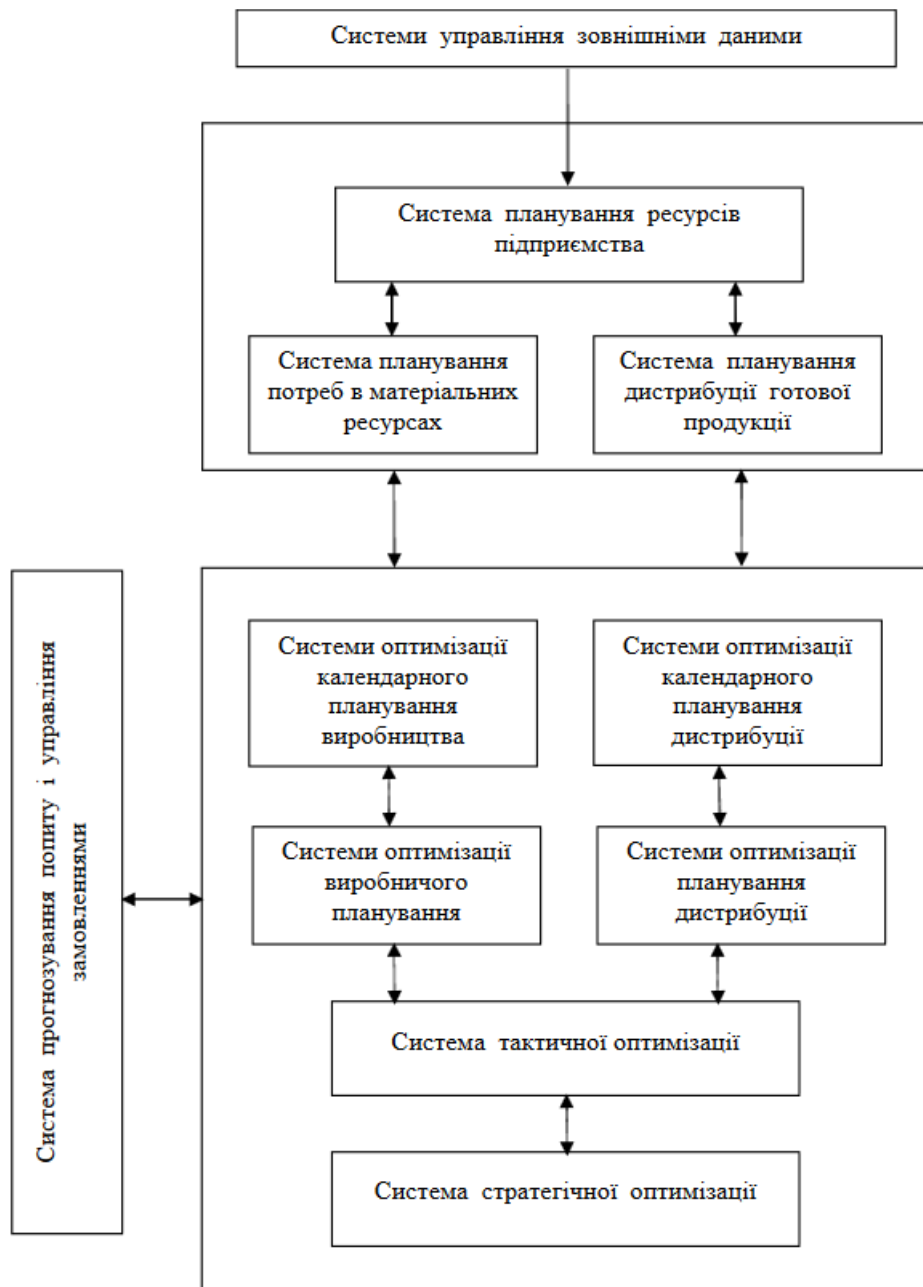 Системи управління зовнішніми даними
Система планування ресурсів
підприємства
Система планування
потреб в матеріальних
ресурсах
Система планування
дистрибуції готової
продукції
Система прогнозування попиту і управління
замовленнями
Системи оптимізації
календарного
планування
виробництва
Системи оптимізації
календарного
планування
дистрибуції
Системи оптимізації
виробничого
планування
Системи оптимізації
планування
дистрибуції
Система тактичної оптимізації
Система стратегічної оптимізації